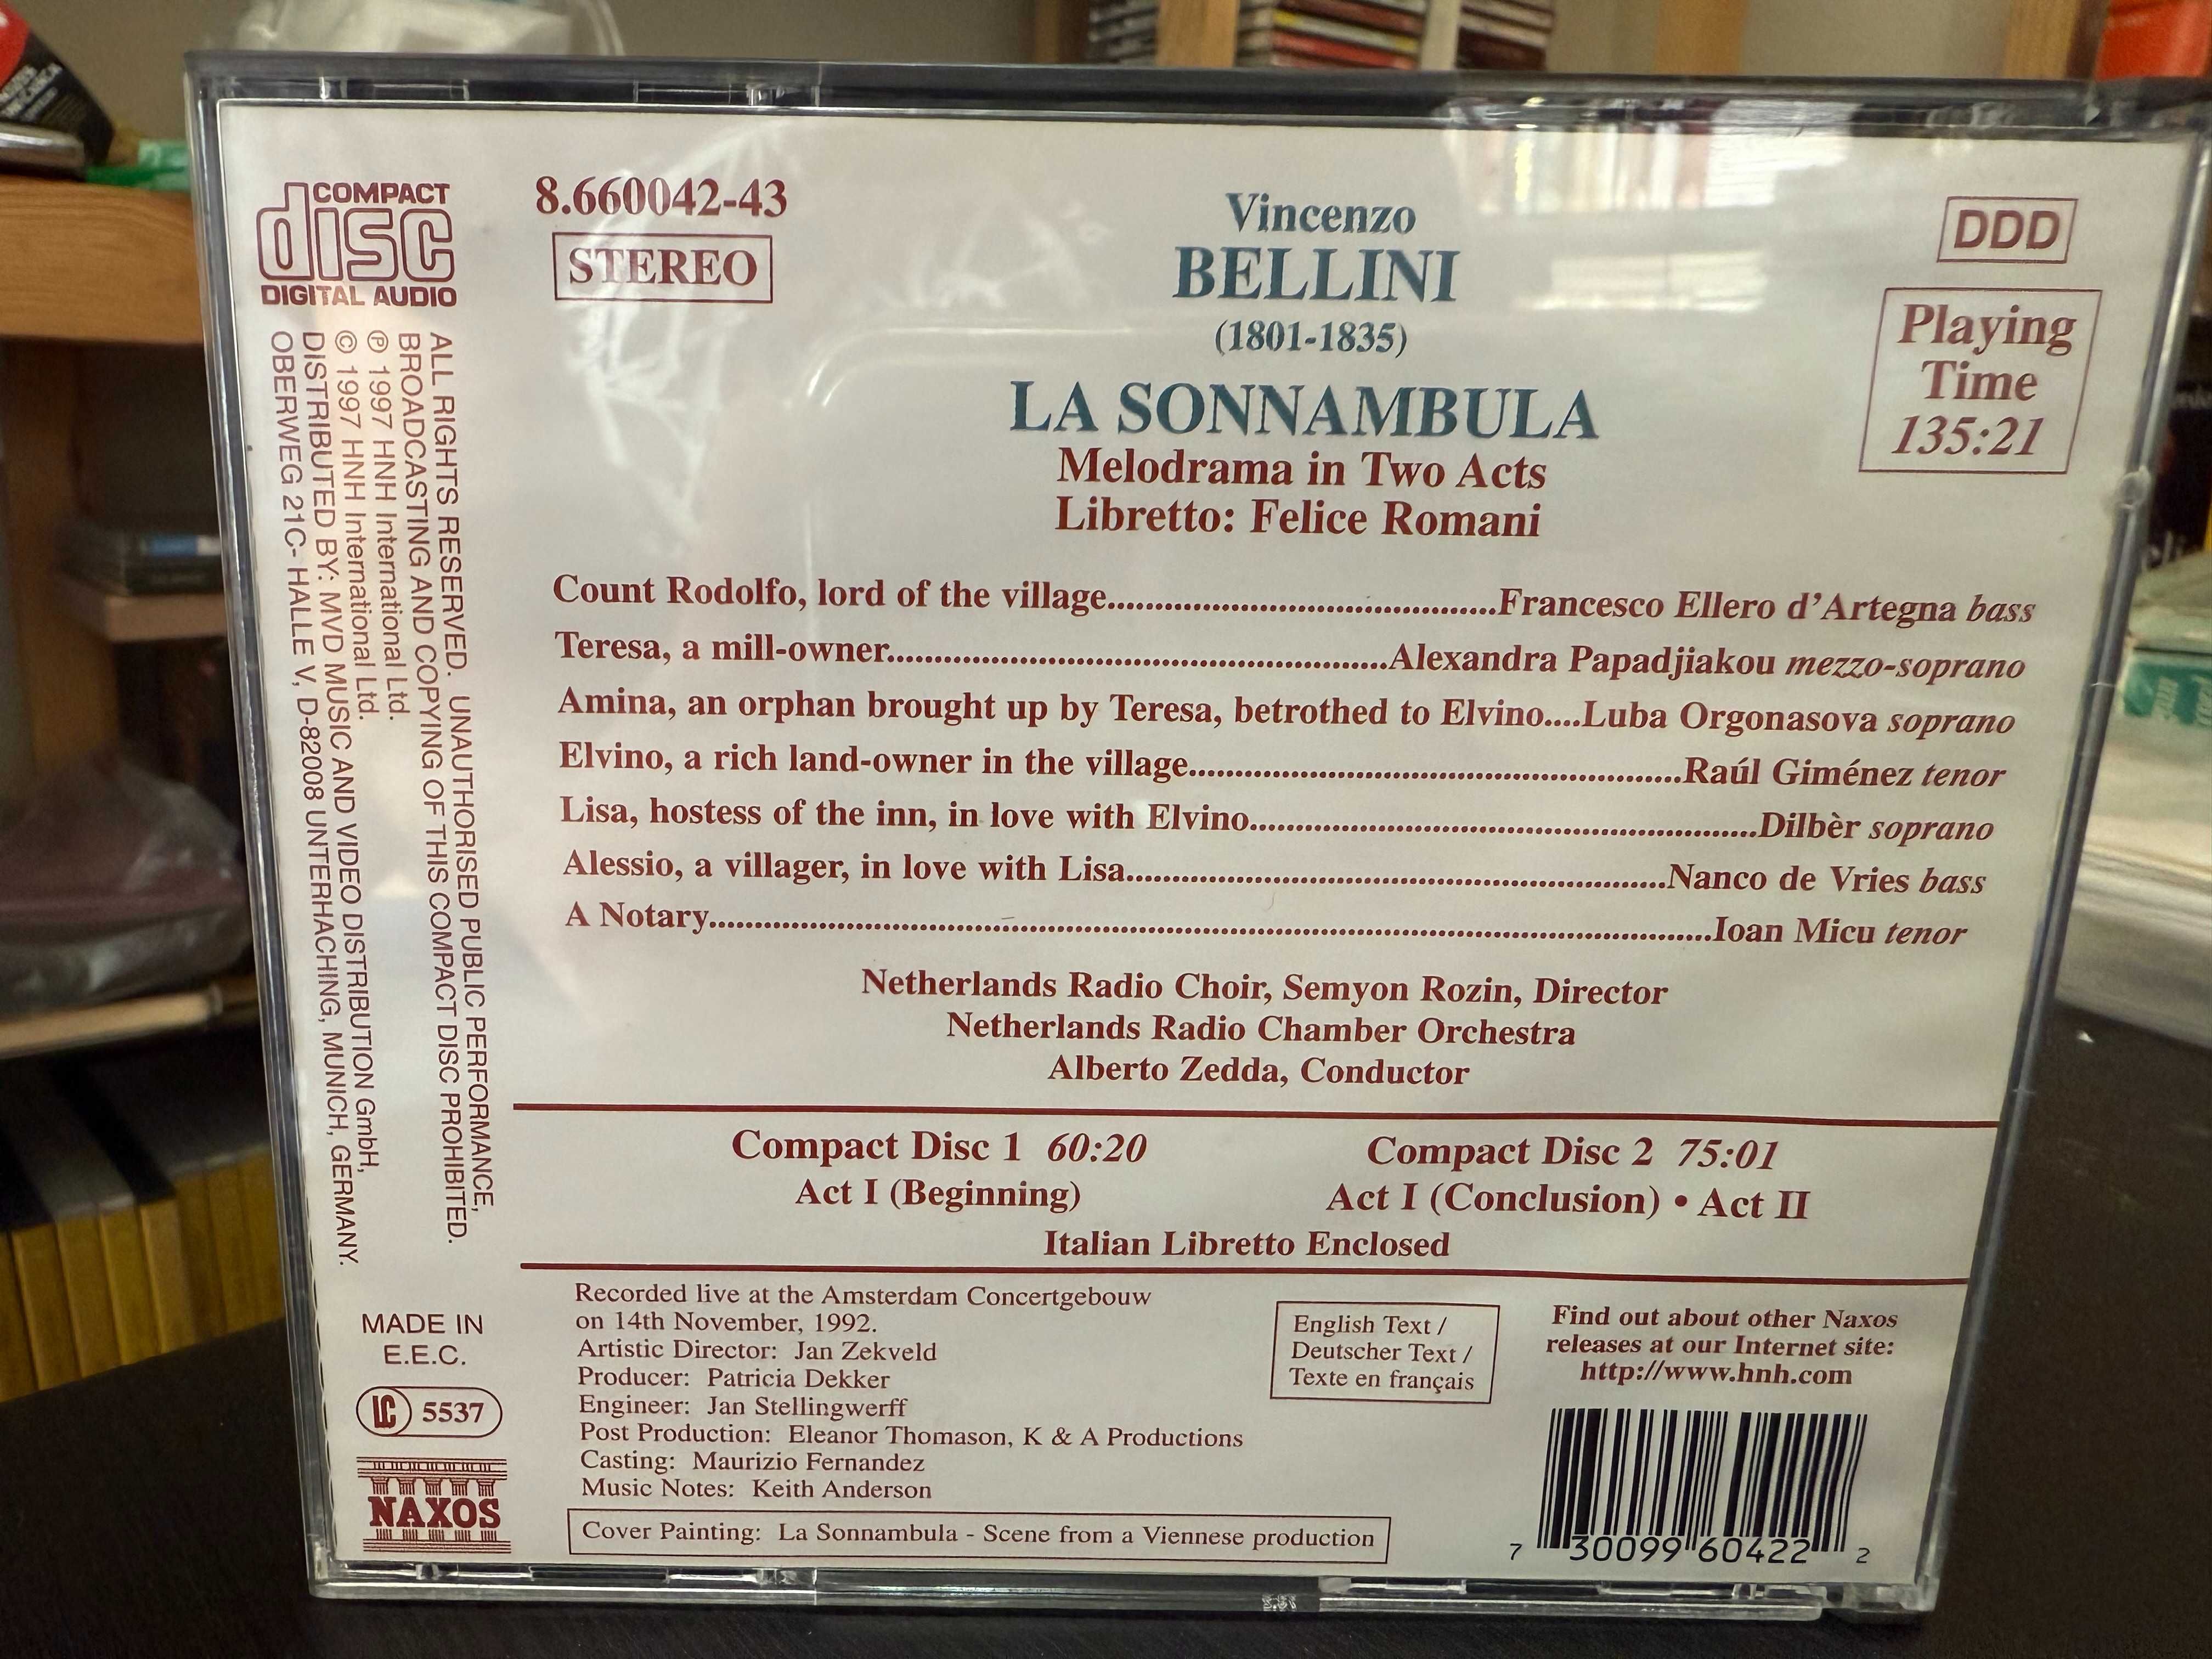 COMPACT
disc
DIGITAL AUDIO
ALL RIGHTS RESERVED. UNAUTHORISED PUBLIC PERFORMANCE,
BROADCASTING AND COPYING OF THIS COMPACT DISC PROHIBITED.
℗ 1997 HNH International Ltd.
© 1997 HNH International Ltd.
DISTRIBUTED BY: MVD MUSIC AND VIDEO DISTRIBUTION GmbH,
OBERWEG 21C- HALLE V, D-82008 UNTERHACHING, MUNICH, GERMANY.
MADE IN
E.E.C.
LC 5537
NAXOS
8.660042-43
STEREO
Vincenzo
BELLINI
(1801-1835)
LA SONNAMBULA
Melodrama in Two Acts
Libretto: Felice Romani
DDD
Playing
Time
135:21
Count Rodolfo, lord of the village..........Francesco Ellero d'Artegna bass
Teresa, a mill-owner..........Alexandra Papadjiakou mezzo-soprano
Amina, an orphan brought up by Teresa, betrothed to Elvino....Luba Orgonasova soprano
Elvino, a rich land-owner in the village..........Raúl Giménez tenor
Lisa, hostess of the inn, in love with Elvino..........Dilbèr soprano
Alessio, a villager, in love with Lisa..........Nanco de Vries bass
A Notary..........Ioan Micu tenor
Netherlands Radio Choir, Semyon Rozin, Director
Netherlands Radio Chamber Orchestra
Alberto Zedda, Conductor
Compact Disc 1 60:20
Act I (Beginning)
Compact Disc 2 75:01
Act I (Conclusion) • Act II
Italian Libretto Enclosed
Recorded live at the Amsterdam Concertgebouw
on 14th November, 1992.
Artistic Director: Jan Zekveld
Producer: Patricia Dekker
Engineer: Jan Stellingwerff
Post Production: Eleanor Thomason, K & A Productions
Casting: Maurizio Fernandez
Music Notes: Keith Anderson
Cover Painting: La Sonnambula - Scene from a Viennese production
English Text /
Deutscher Text /
Texte en français
Find out about other Naxos
releases at our Internet site:
http://www.hnh.com
7 30099 60422 2